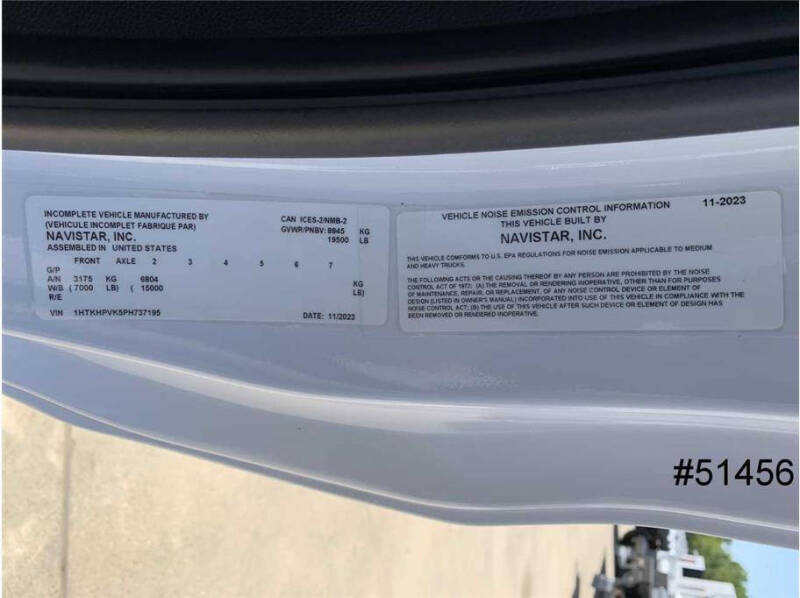 INCOMPLETE VEHICLE MANUFACTURED BY
(VEHICULE INCOMPLET FABRIQUE PAR)
NAVISTAR, INC.
ASSEMBLED IN UNITED STATES
CAN ICES-2/NMB-2
GVWR/PNBV: 8845 KG
19500 LB
FRONT AXLE 2 3 4 5 6 7
G/P
A/N 3175 KG 6804 KG
W/B ( 7000 LB) ( 15000 LB
R/E
VIN 1HTKHPVK5PH737195 DATE: 11/2023
VEHICLE NOISE EMISSION CONTROL INFORMATION 11-2023
THIS VEHICLE BUILT BY
NAVISTAR, INC.
THIS VEHICLE CONFORMS TO U.S. EPA REGULATIONS FOR NOISE EMISSION APPLICABLE TO MEDIUM
AND HEAVY TRUCKS.
THE FOLLOWING ACTS OR THE CAUSING THEREOF BY ANY PERSON ARE PROHIBITED BY THE NOISE
CONTROL ACT OF 1972: (A) THE REMOVAL OR RENDERING INOPERATIVE, OTHER THAN FOR PURPOSES
OF MAINTENANCE, REPAIR, OR REPLACEMENT, OF ANY NOISE CONTROL DEVICE OR ELEMENT OF
DESIGN (LISTED IN OWNER'S MANUAL) INCORPORATED INTO USE OF THIS VEHICLE IN COMPLIANCE WITH THE
NOISE CONTROL ACT; (B) THE USE OF THIS VEHICLE AFTER SUCH DEVICE OR ELEMENT OF DESIGN HAS
BEEN REMOVED OR RENDERED INOPERATIVE.
#51456